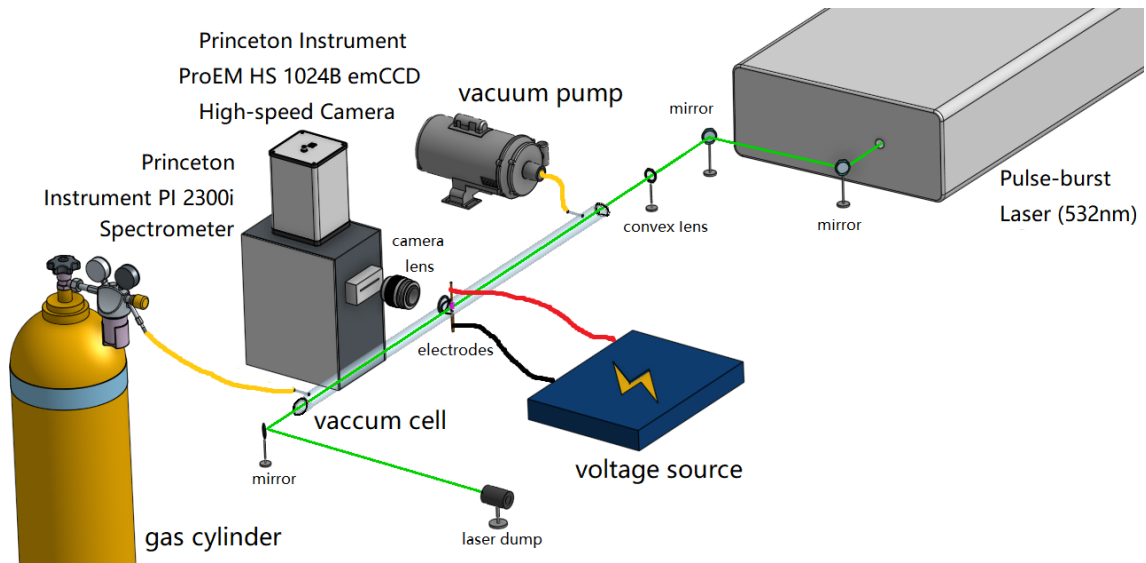 Princeton Instrument
ProEM HS 1024B emCCD
High-speed Camera
vacuum pump
mirror
Princeton
Instrument PI 2300i
Spectrometer
camera
lens
convex lens
mirror
Pulse-burst
Laser (532nm)
electrodes
vaccum cell
voltage source
mirror
gas cylinder
laser dump